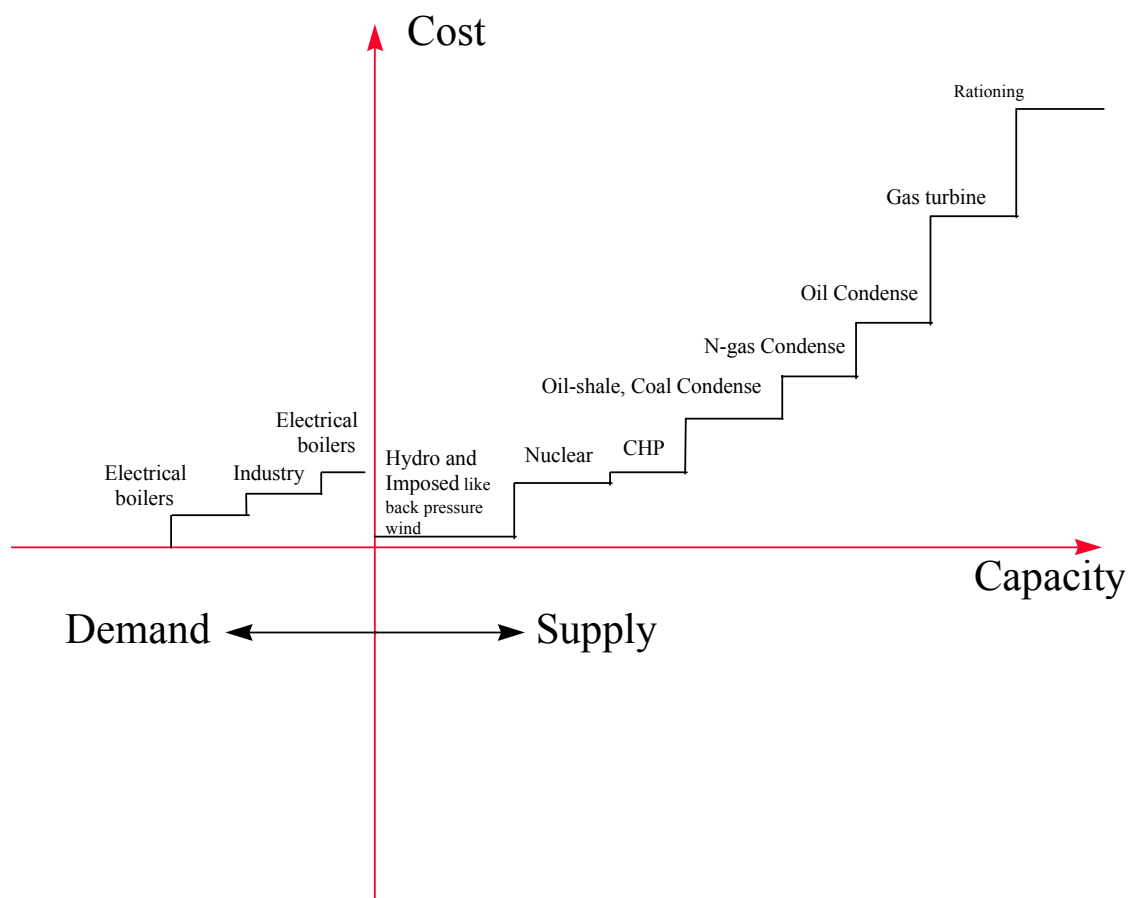 Cost
Rationing
Gas turbine
Oil Condense
N-gas Condense
Oil-shale, Coal Condense
Electrical
boilers
Industry
Electrical
boilers
Hydro and
Imposed like
back pressure
wind
Nuclear
CHP
Capacity
Demand
Supply